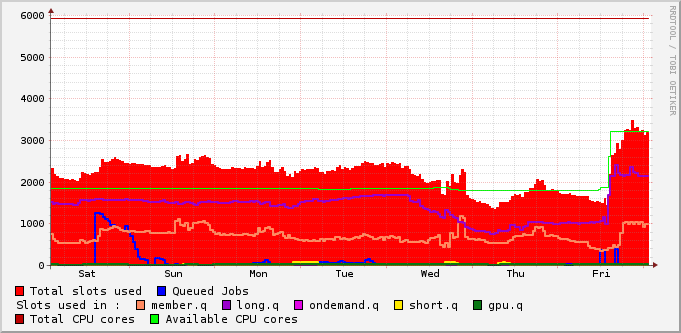 6000
5000
4000
3000
2000
1000
0
Sat Sun Mon Tue Wed Thu Fri
Total slots used Queued Jobs
Slots used in : member.q long.q ondemand.q short.q gpu.q
Total CPU cores Available CPU cores
RRDTOOL / TOBI OETIKER